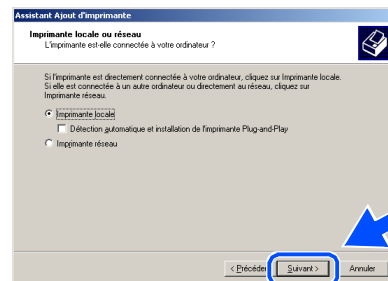 Assistant Ajout d'imprimante
Imprimante locale ou réseau
L'imprimante est-elle connectée à votre ordinateur ?
Si l'imprimante est directement connectée à votre ordinateur, cliquez sur Imprimante locale.
Si elle est connectée à un autre ordinateur ou directement au réseau, cliquez sur
Imprimante réseau.
Imprimante locale
Détection automatique et installation de l'imprimante Plug-and-Play
Imprimante réseau
< Précéden
Suivant >
Annuler